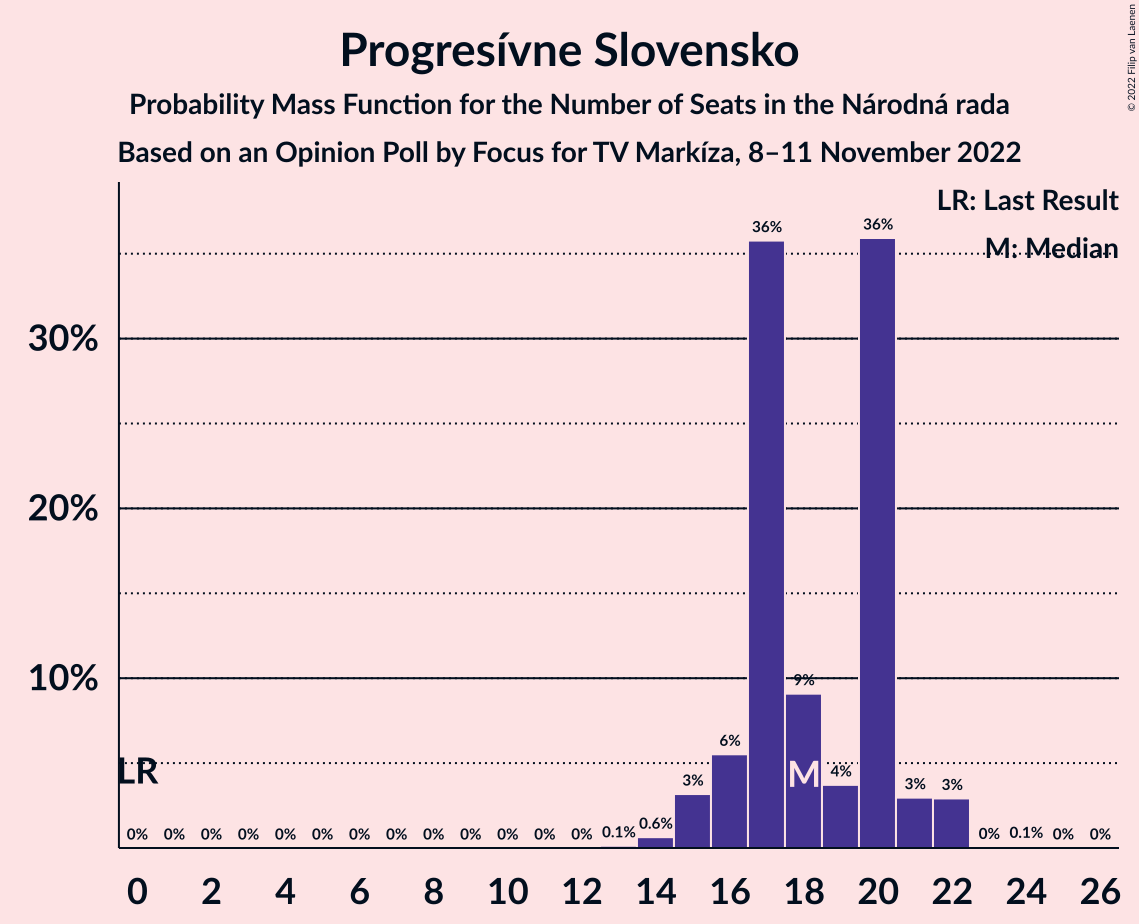 Progresívne Slovensko
Probability Mass Function for the Number of Seats in the Národná rada
Based on an Opinion Poll by Focus for TV Markíza, 8–11 November 2022
© 2022 Filip van Laenen
LR: Last Result
M: Median
36% 36%
30%
20%
10%
9%
6%
LR
3% M 4% 3% 3%
0% 0% 0% 0% 0% 0% 0% 0% 0% 0% 0% 0% 0% 0.1% 0.6% 0% 0.1% 0% 0%
0 2 4 6 8 10 12 14 16 18 20 22 24 26